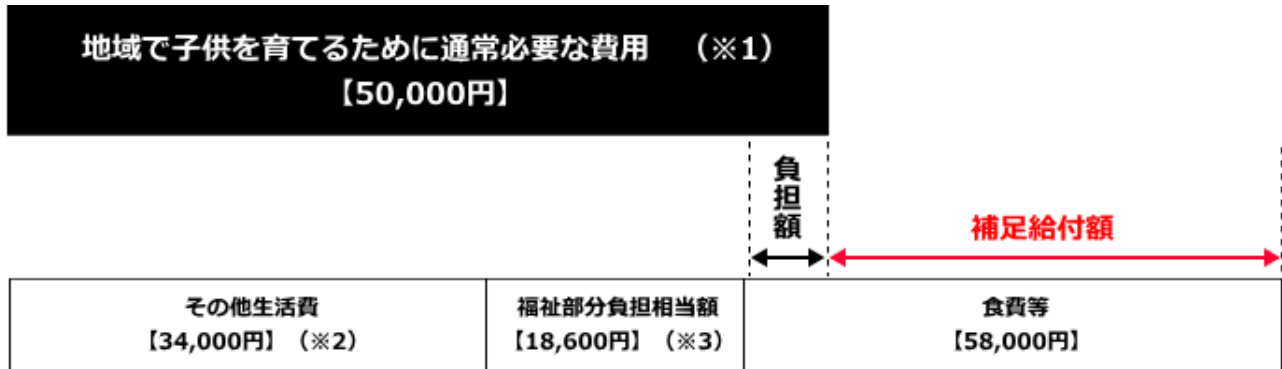 地域で子供を育てるために通常必要な費用　（※1）
【50,000円】
負担額
補足給付額
その他生活費
【34,000円】（※2）
福祉部分負担相当額
【18,600円】（※3）
食費等
【58,000円】